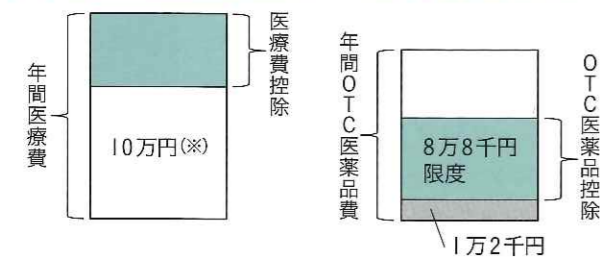 年間医療費
医療費控除
10万円(※)
年間OTC医薬品費
8万8千円
限度
OTC医薬品控除
1万2千円